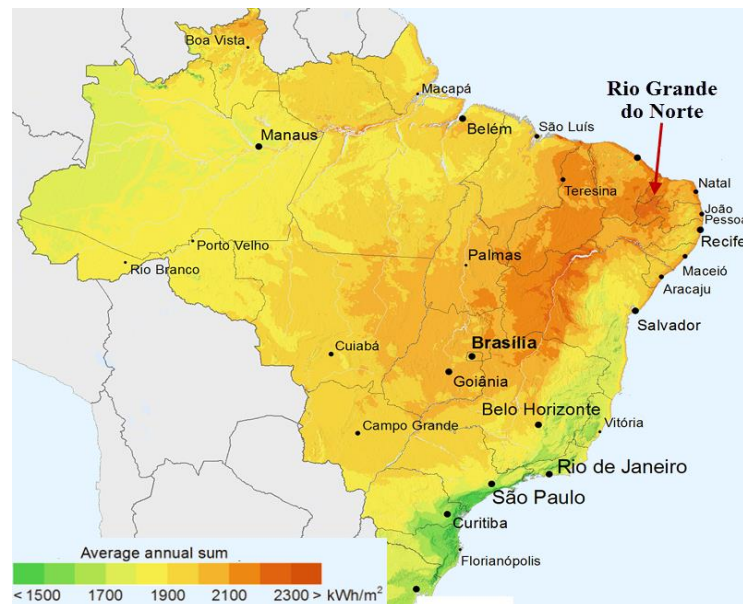 Boa Vista
Macapá
Rio Grande
do Norte
Belém
São Luís
Manaus
Teresina
Natal
João
Pessoa
Recife
Porto Velho
Palmas
Rio Branco
Maceió
Aracaju
Salvador
Cuiabá
Brasília
Goiânia
Belo Horizonte
Campo Grande
Vitória
Rio de Janeiro
São Paulo
Curitiba
Average annual sum
Florianópolis
< 1500 1700 1900 2100 2300 > kWh/m²